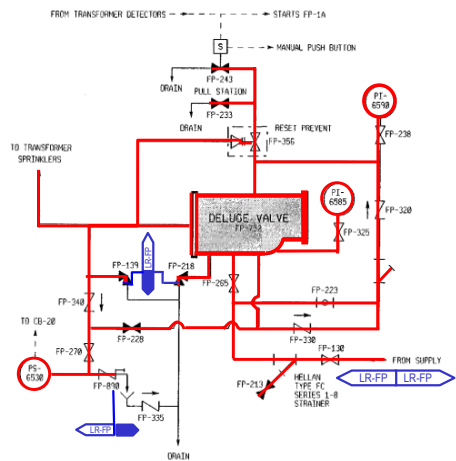 FROM TRANSFORMER DETECTORS
STARTS FP-1A
S
MANUAL PUSH BUTTON
FP-243
DRAIN
PULL STATION
FP-233
DRAIN
PI-
6590
RESET PREVENT
FP-356
FP-238
TO TRANSFORMER
SPRINKLERS
PI-
6585
FP-320
DELUGE VALVE
FP-732
FP-325
LR-FP
FP-139
FP-218
FP-265
FP-223
FP-340
TO CB-20
FP-228
FP-330
FP-270
FP-130
FROM SUPPLY
PS-
6530
FP-890
FP-213
HELLAN
TYPE FC
SERIES 1-0
STRAINER
LR-FP
LR-FP
FP-335
LR-FP
DRAIN